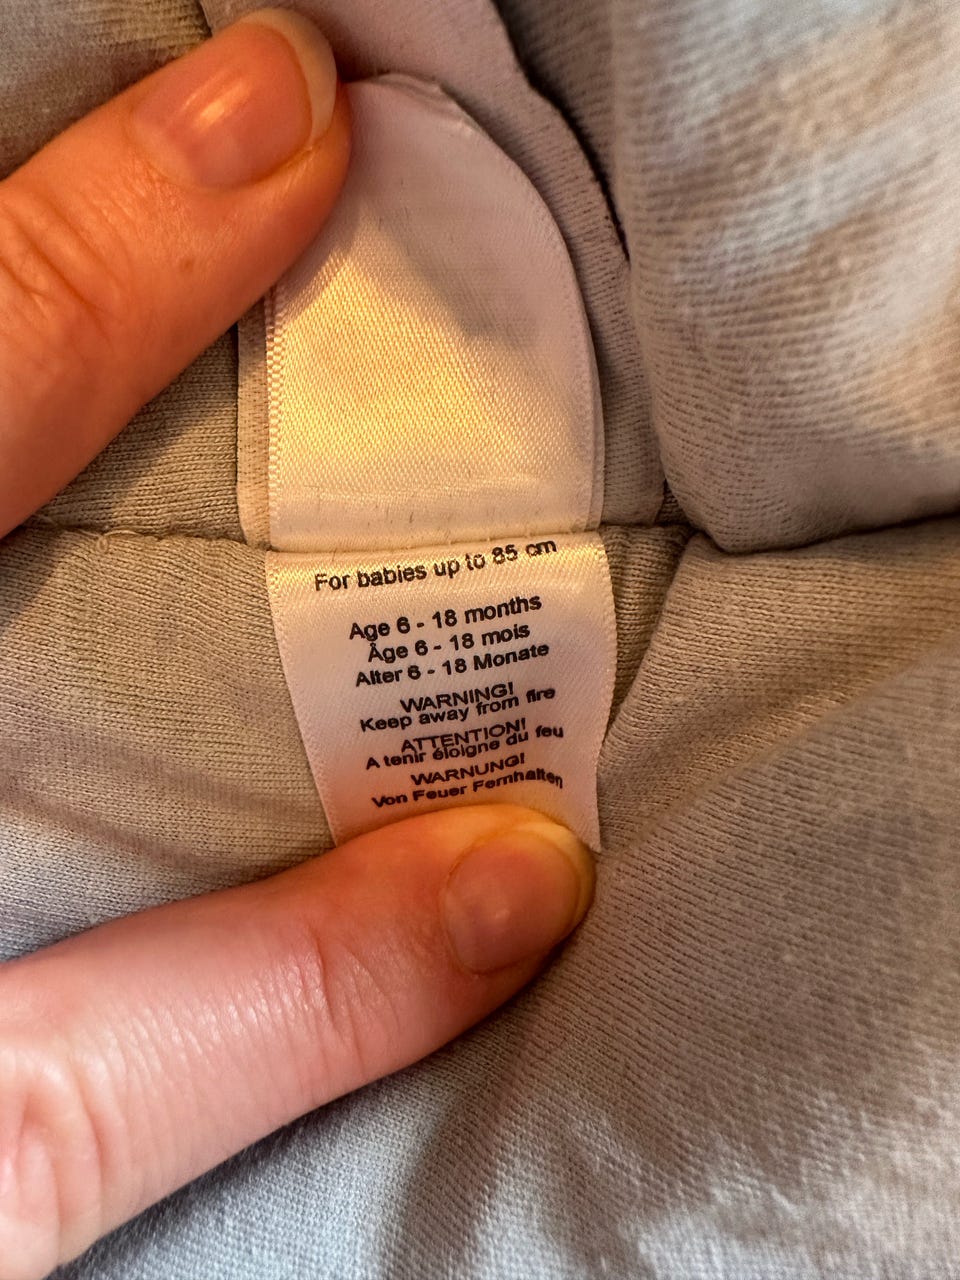 For babies up to 85 cm
Age 6 - 18 months
Âge 6 - 18 mois
Alter 6 - 18 Monate
WARNING!
Keep away from fire
ATTENTION!
A tenir éloigne du feu
WARNUNG!
Von Feuer Fernhalten